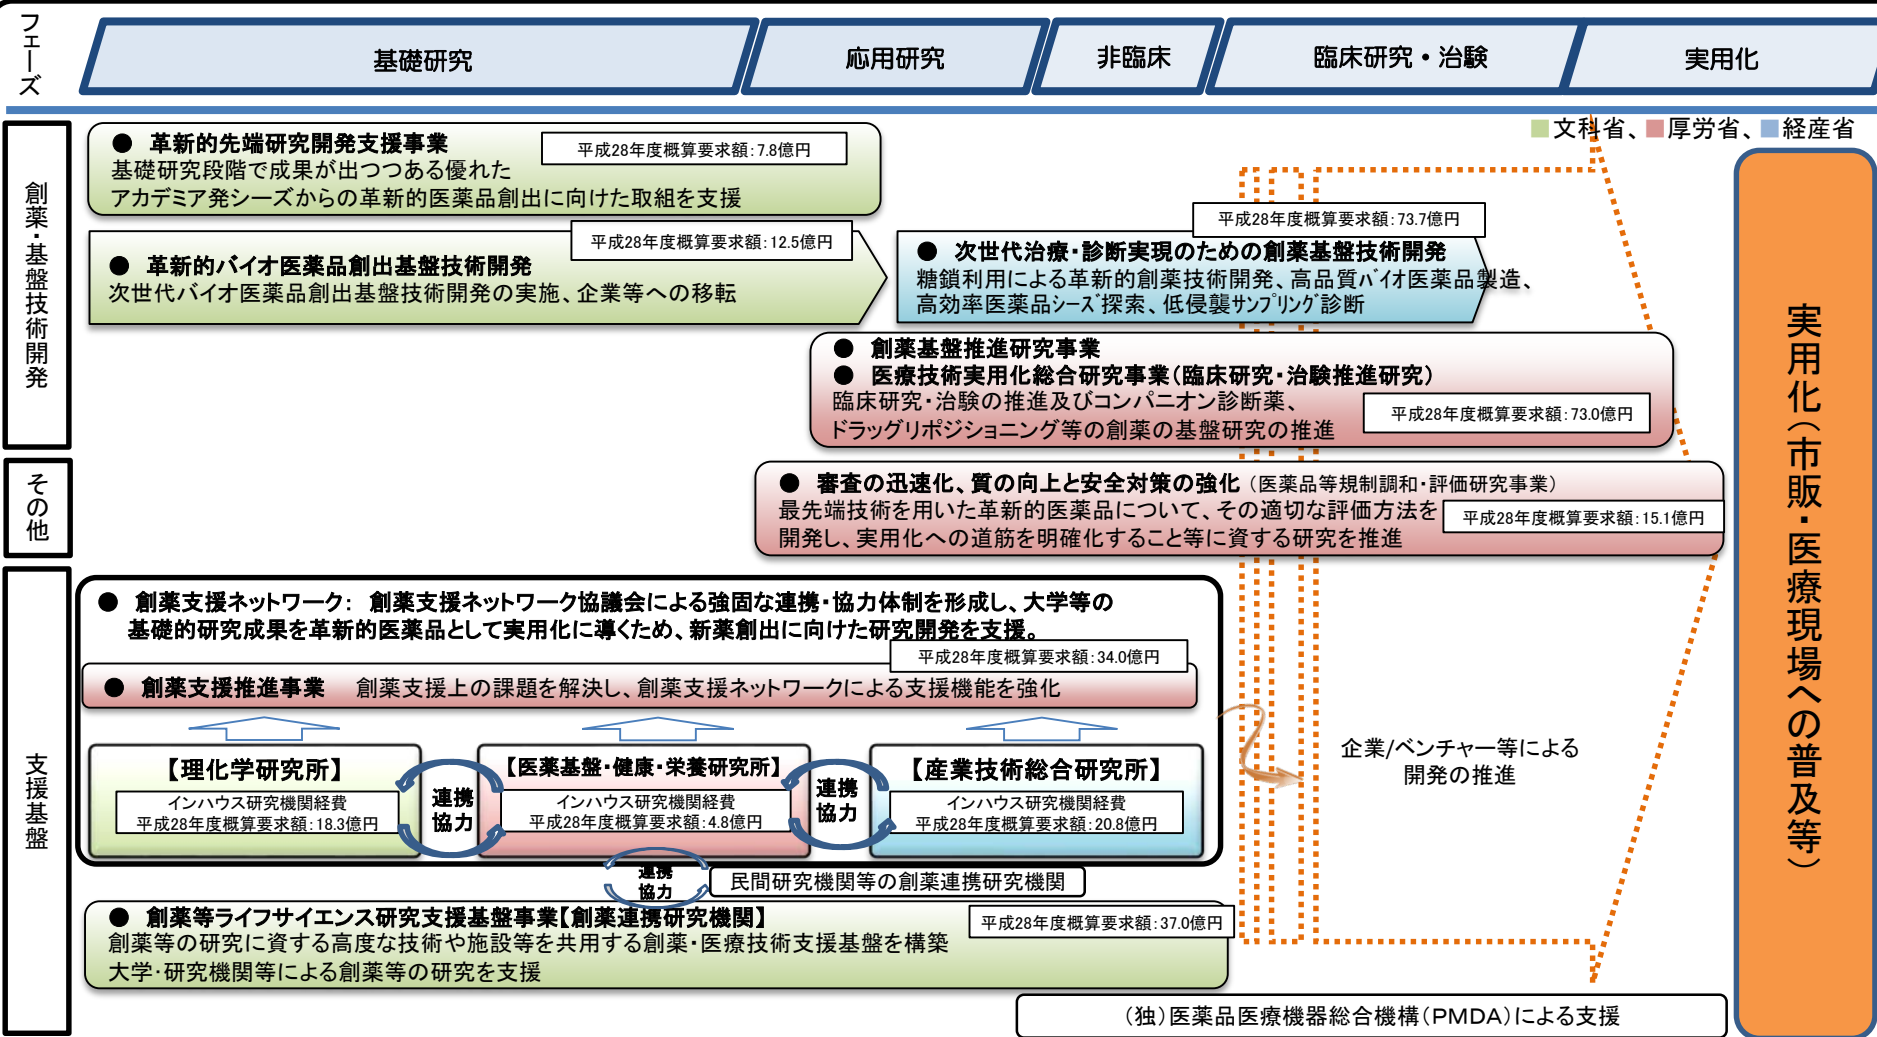 フェーズ
基礎研究
応用研究
非臨床
臨床研究・治験
実用化
■文科省、■厚労省、■経産省
創薬・基盤技術開発
● 革新的先端研究開発支援事業
平成28年度概算要求額：7.8億円
基礎研究段階で成果が出つつある優れた
アカデミア発シーズからの革新的医薬品創出に向けた取組を支援
平成28年度概算要求額：12.5億円
● 革新的バイオ医薬品創出基盤技術開発
次世代バイオ医薬品創出基盤技術開発の実施、企業等への移転
平成28年度概算要求額：73.7億円
● 次世代治療・診断実現のための創薬基盤技術開発
糖鎖利用による革新的創薬技術開発、高品質バイオ医薬品製造、
高効率医薬品シーズ探索、低侵襲サンプリング診断
● 創薬基盤推進研究事業
● 医療技術実用化総合研究事業（臨床研究・治験推進研究）
臨床研究・治験の推進及びコンパニオン診断薬、
ドラッグリポジショニング等の創薬の基盤研究の推進
平成28年度概算要求額：73.0億円
その他
● 審査の迅速化、質の向上と安全対策の強化（医薬品等規制調和・評価研究事業）
最先端技術を用いた革新的医薬品について、その適切な評価方法を
開発し、実用化への道筋を明確化すること等に資する研究を推進
平成28年度概算要求額：15.1億円
支援基盤
● 創薬支援ネットワーク： 創薬支援ネットワーク協議会による強固な連携・協力体制を形成し、大学等の
基礎的研究成果を革新的医薬品として実用化に導くため、新薬創出に向けた研究開発を支援。
平成28年度概算要求額：34.0億円
● 創薬支援推進事業 創薬支援上の課題を解決し、創薬支援ネットワークによる支援機能を強化
【理化学研究所】
インハウス研究機関経費
平成28年度概算要求額：18.3億円
連携
協力
【医薬基盤・健康・栄養研究所】
インハウス研究機関経費
平成28年度概算要求額：4.8億円
連携
協力
【産業技術総合研究所】
インハウス研究機関経費
平成28年度概算要求額：20.8億円
企業/ベンチャー等による
開発の推進
連携
協力
民間研究機関等の創薬連携研究機関
● 創薬等ライフサイエンス研究支援基盤事業【創薬連携研究機関】
平成28年度概算要求額：37.0億円
創薬等の研究に資する高度な技術や施設等を共用する創薬・医療技術支援基盤を構築
大学・研究機関等による創薬等の研究を支援
（独）医薬品医療機器総合機構（PMDA）による支援
実用化（市販・医療現場への普及等）